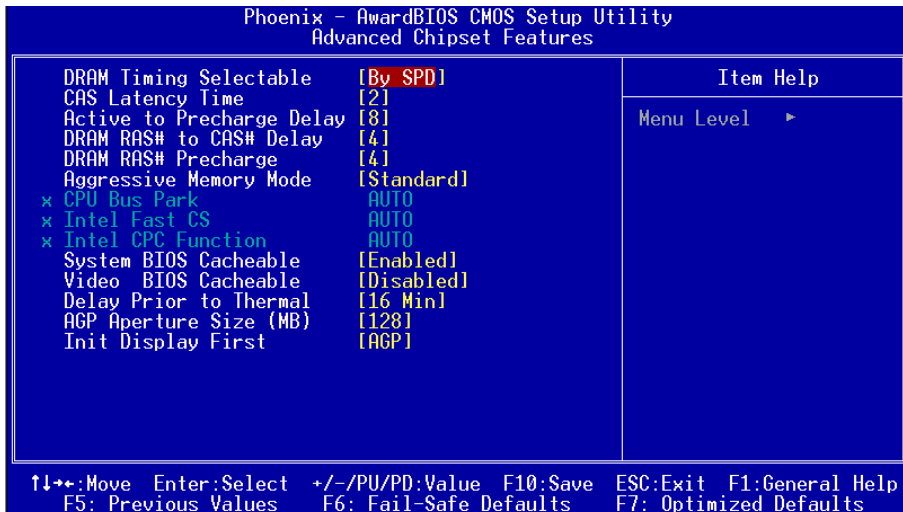 Phoenix - AwardBIOS CMOS Setup Utility
Advanced Chipset Features
DRAM Timing Selectable [By SPD]
CAS Latency Time [2]
Active to Precharge Delay [8]
DRAM RAS# to CAS# Delay [4]
DRAM RAS# Precharge [4]
Aggressive Memory Mode [Standard]
x CPU Bus Park AUTO
x Intel Fast CS AUTO
x Intel CPC Function AUTO
System BIOS Cacheable [Enabled]
Video BIOS Cacheable [Disabled]
Delay Prior to Thermal [16 Min]
AGP Aperture Size (MB) [128]
Init Display First [AGP]
Item Help
Menu Level ▶
↑↓→←:Move Enter:Select +/-/PU/PD:Value F10:Save ESC:Exit F1:General Help
F5: Previous Values F6: Fail-Safe Defaults F7: Optimized Defaults